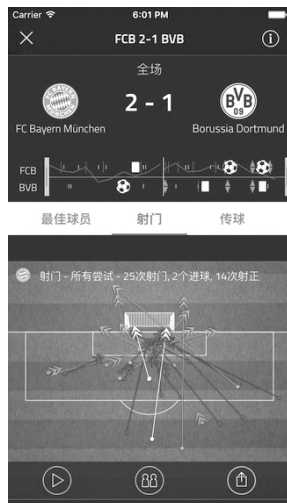 Carrier 6:01 PM
FCB 2-1 BVB
全场
2 - 1
BVB
09
FC Bayern München
Borussia Dortmund
FCB
BVB
最佳球员 射门 传球
射门 - 所有尝试 - 25次射门, 2个进球, 14次射正